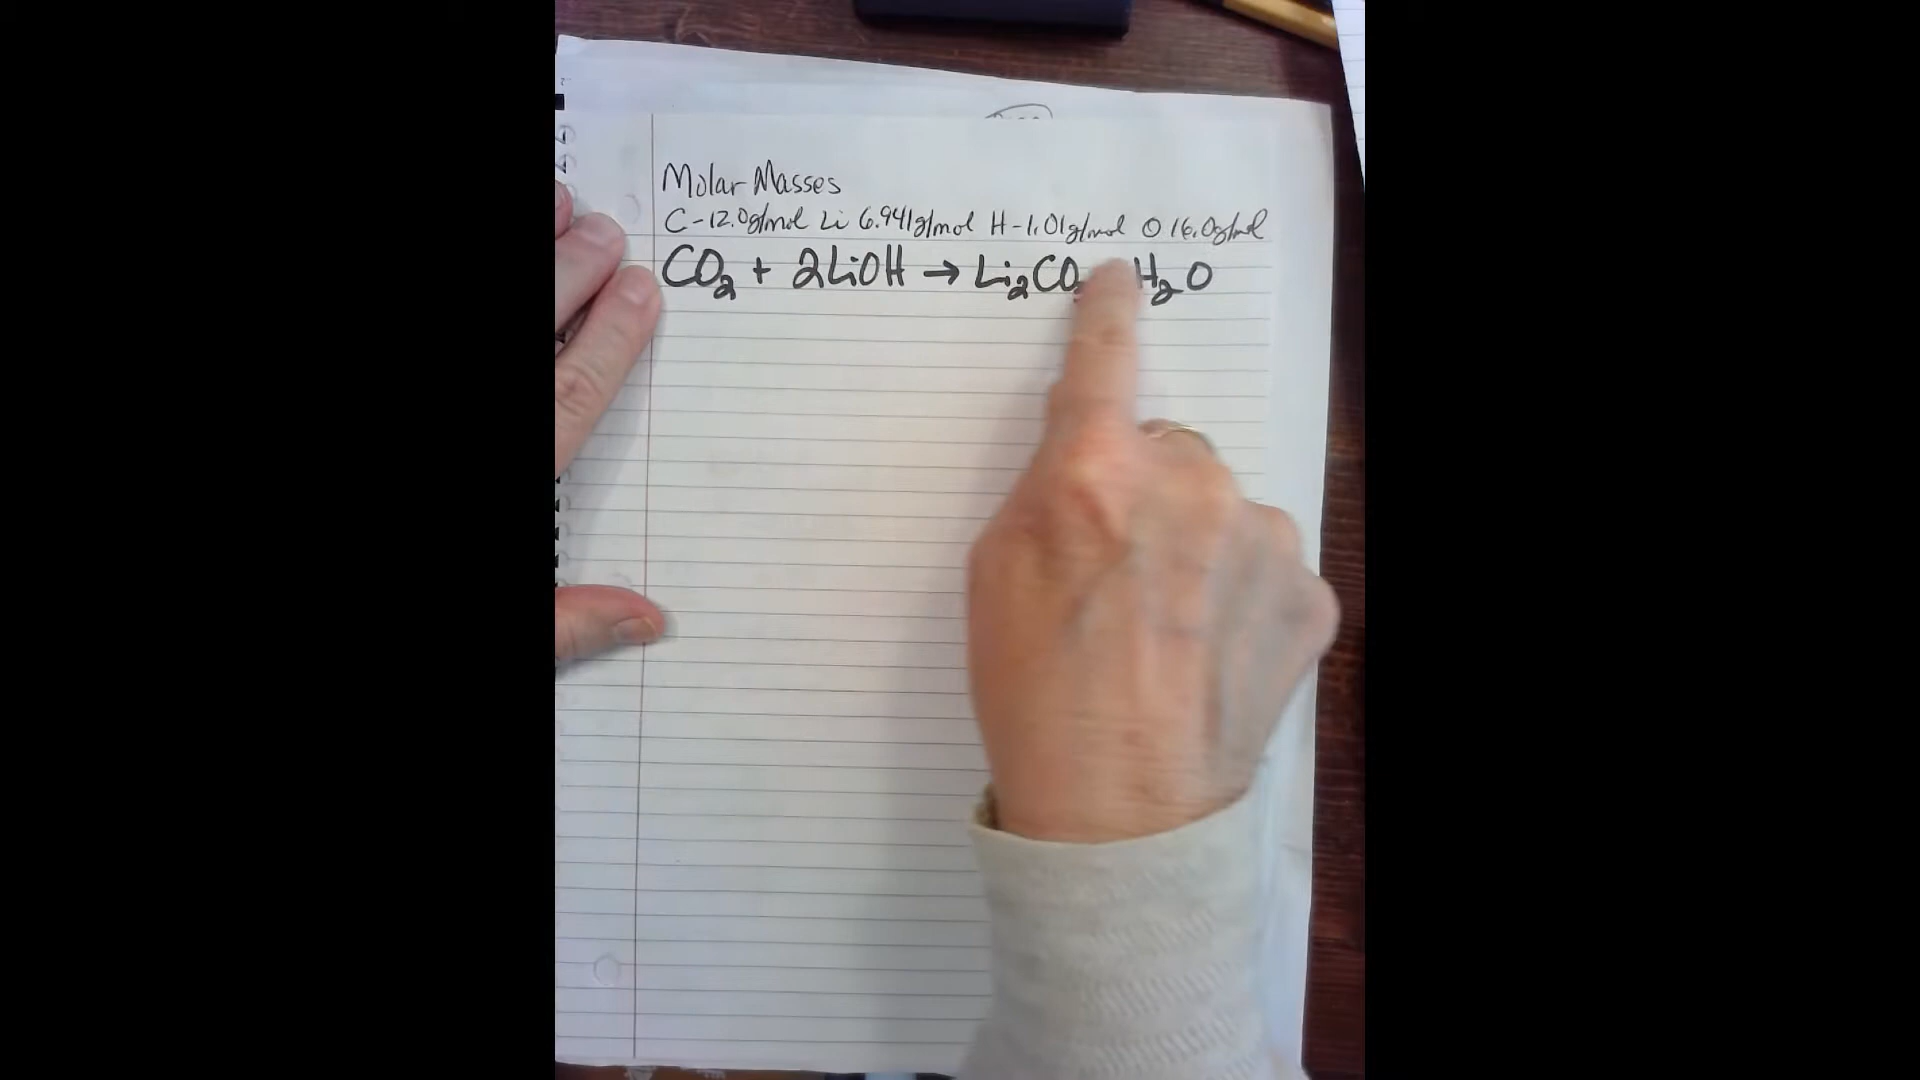 Molar Masses
C-12.0g/mol Li 6.941g/mol H-1.01g/mol O 16.0g/mol
CO₂ + 2LiOH → Li₂CO H₂O